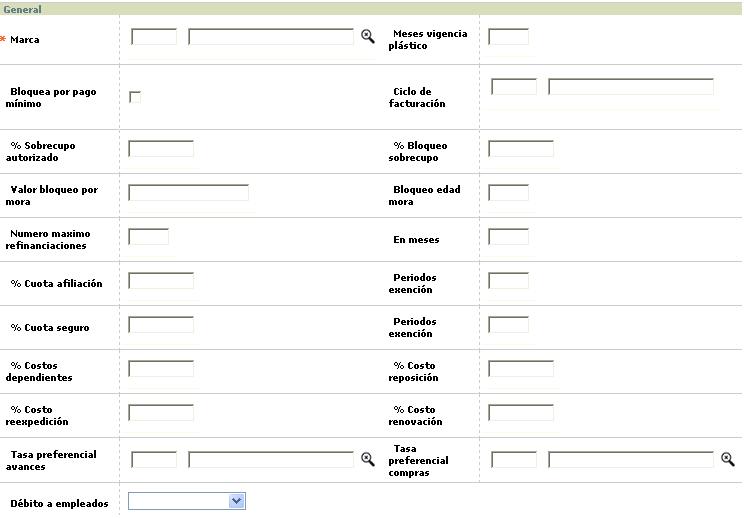 General
* Marca
Meses vigencia
plástico
Bloquea por pago
mínimo
Ciclo de
facturación
% Sobrecupo
autorizado
% Bloqueo
sobrecupo
Valor bloqueo por
mora
Bloqueo edad
mora
Numero maximo
refinanciaciones
En meses
% Cuota afiliación
Periodos
exención
% Cuota seguro
Periodos
exención
% Costos
dependientes
% Costo
reposición
% Costo
reexpedición
% Costo
renovación
Tasa preferencial
avances
Tasa
preferencial
compras
Débito a empleados